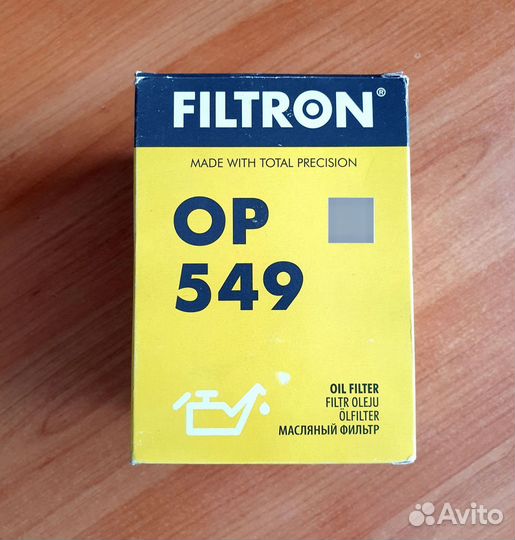 FILTRON®
MADE WITH TOTAL PRECISION
OP
549
OIL FILTER
FILTR OLEJU
ÖLFILTER
МАСЛЯНЫЙ ФИЛЬТР
Avito